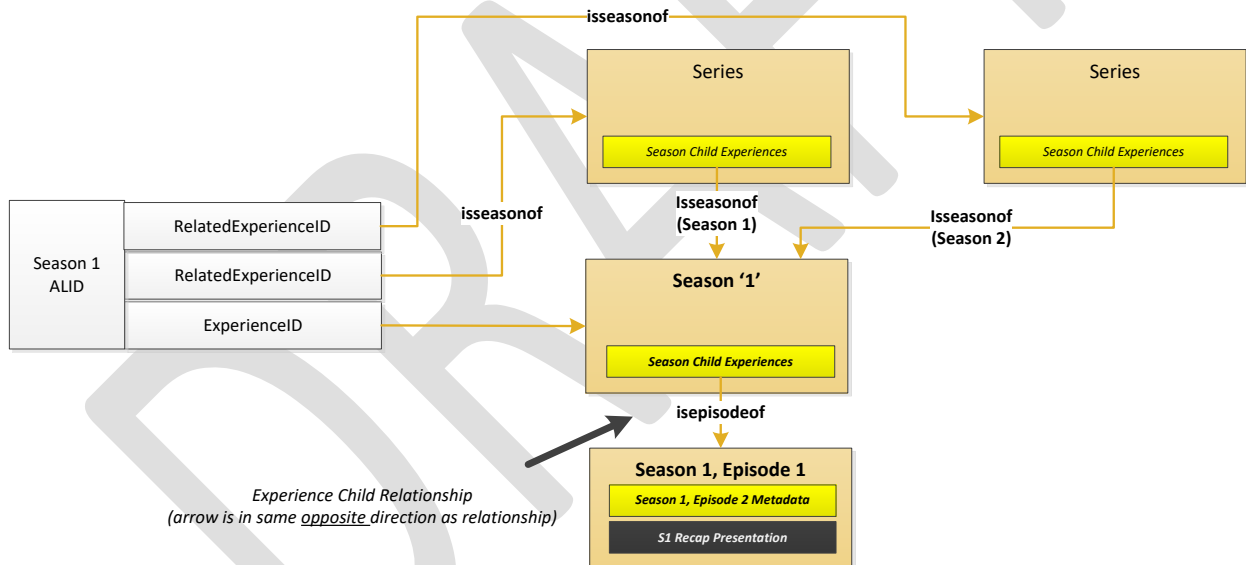 isseasonof
Series
Season Child Experiences
Series
Season Child Experiences
isseasonof
Isseasonof
(Season 1)
Isseasonof
(Season 2)
Season 1
ALID
RelatedExperienceID
RelatedExperienceID
ExperienceID
Season ‘1’
Season Child Experiences
isepisodeof
Experience Child Relationship
(arrow is in same opposite direction as relationship)
Season 1, Episode 1
Season 1, Episode 2 Metadata
S1 Recap Presentation